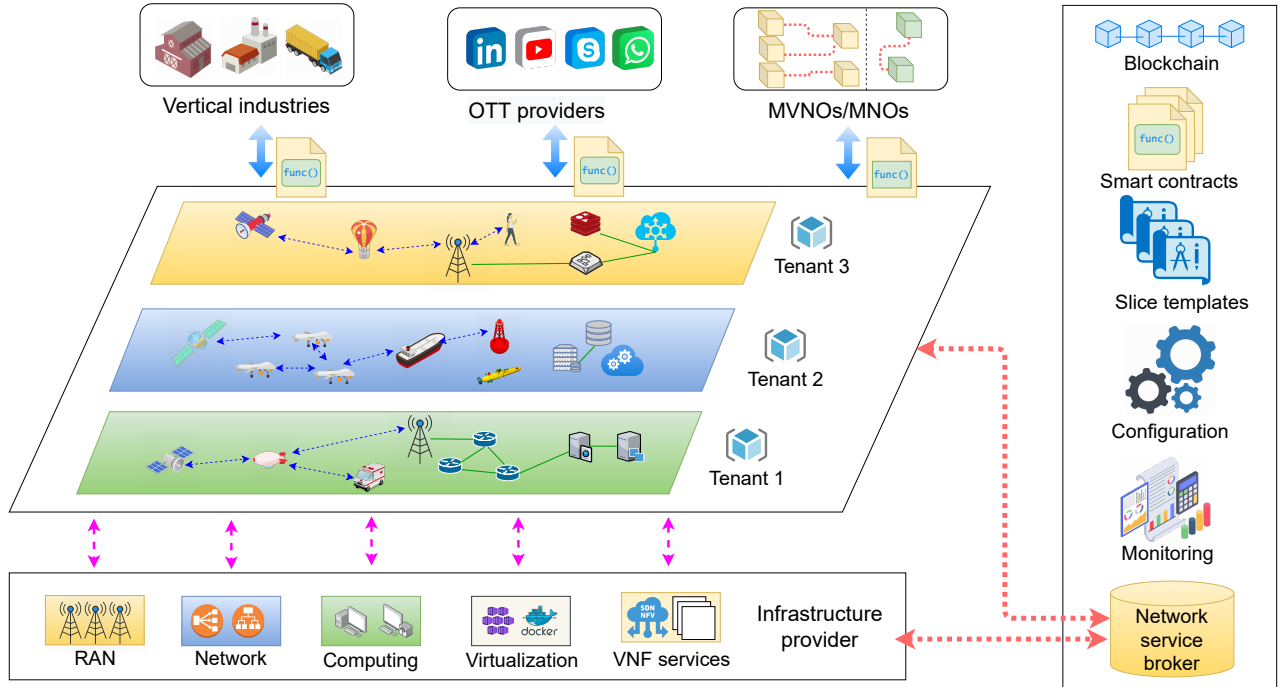 Vertical industries
OTT providers
MVNOs/MNOs
func()
func()
func()
Tenant 3
Tenant 2
Tenant 1
RAN
Network
Computing
docker
Virtualization
SDN
NFV
VNF services
Infrastructure
provider
Blockchain
func()
Smart contracts
Slice templates
Configuration
Monitoring
Network
service
broker
in
S